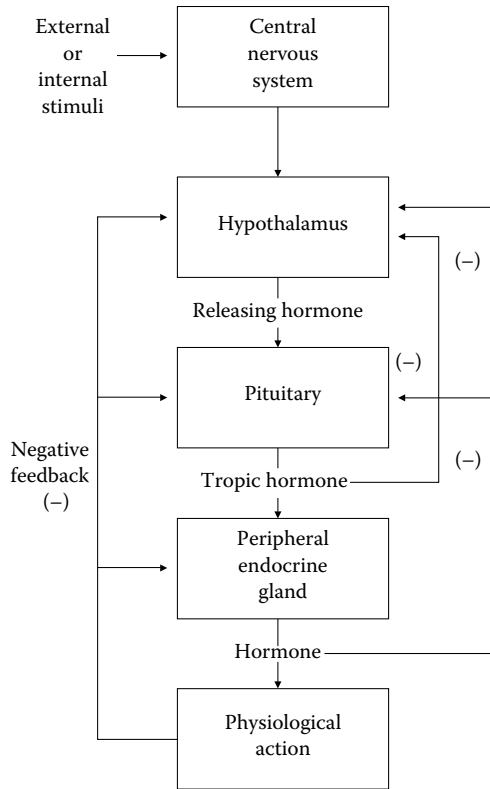 External
or
internal
stimuli
Central
nervous
system
Hypothalamus
(–)
Releasing hormone
(–)
Pituitary
Negative
feedback
(–)
(–)
Tropic hormone
Peripheral
endocrine
gland
Hormone
Physiological
action